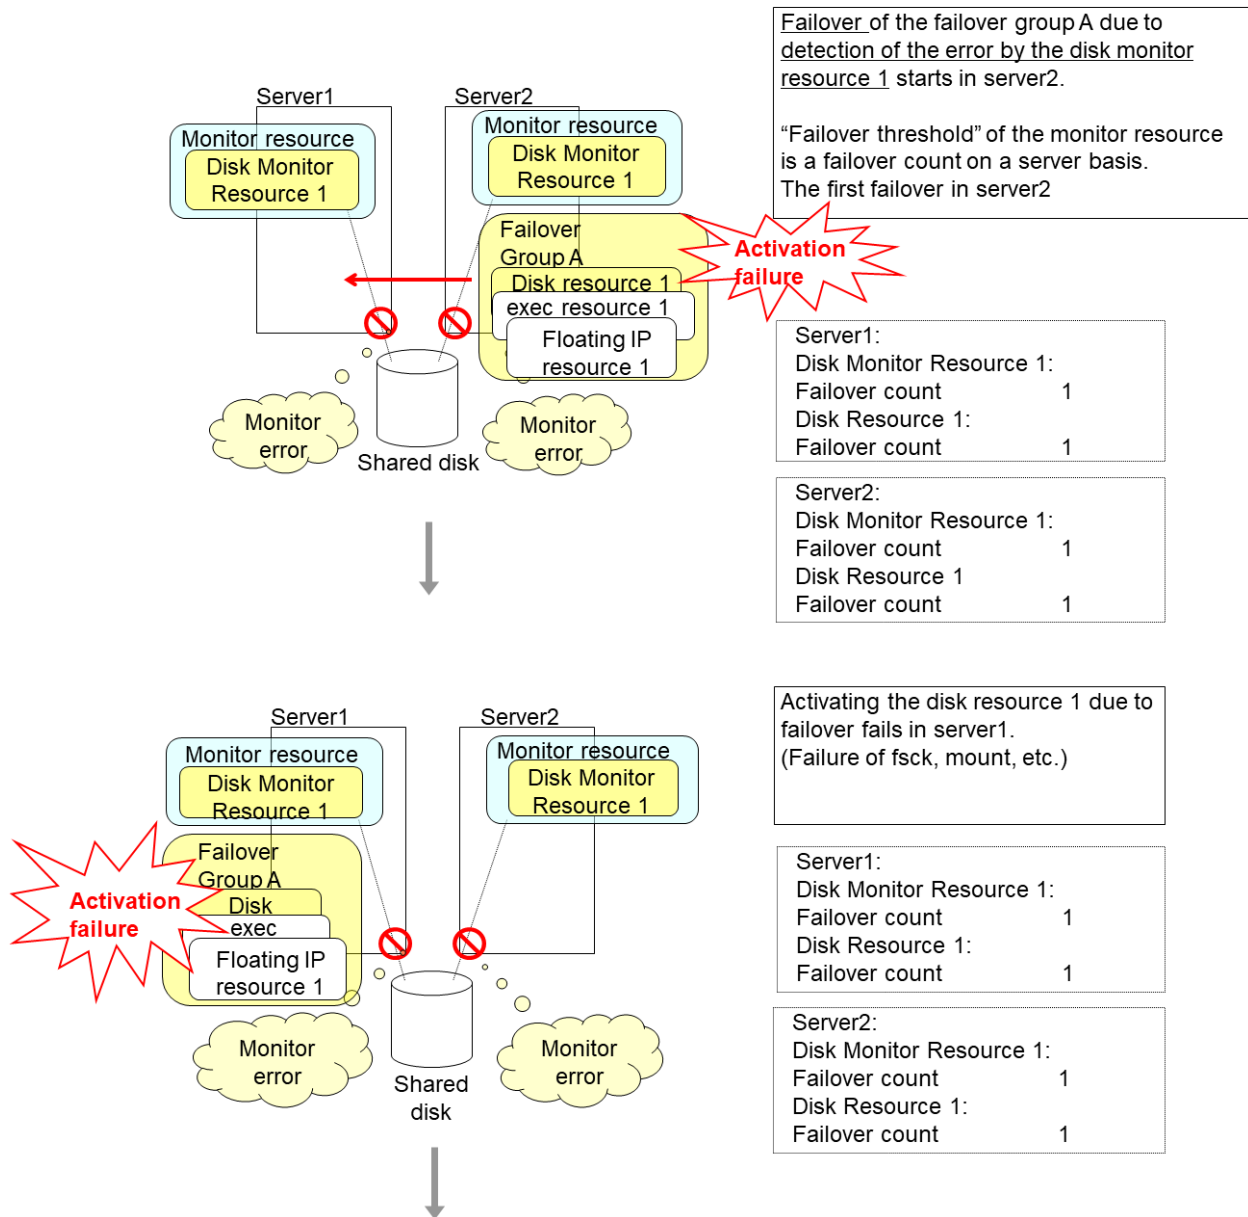 Failover of the failover group A due to
detection of the error by the disk monitor
resource 1 starts in server2.
“Failover threshold” of the monitor resource
is a failover count on a server basis.
The first failover in server2
Server1
Server2
Monitor resource
Disk Monitor
Resource 1
Monitor resource
Disk Monitor
Resource 1
Failover
Group A
Disk resource 1
exec resource 1
Floating IP
resource 1
Activation
failure
Monitor
error
Monitor
error
Shared disk
Server1:
Disk Monitor Resource 1:
Failover count 1
Disk Resource 1:
Failover count 1
Server2:
Disk Monitor Resource 1:
Failover count 1
Disk Resource 1
Failover count 1
Activating the disk resource 1 due to
failover fails in server1.
(Failure of fsck, mount, etc.)
Server1
Server2
Monitor resource
Disk Monitor
Resource 1
Monitor resource
Disk Monitor
Resource 1
Failover
Group A
Disk
exec
Floating IP
resource 1
Activation
failure
Monitor
error
Monitor
error
Shared
disk
Server1:
Disk Monitor Resource 1:
Failover count 1
Disk Resource 1:
Failover count 1
Server2:
Disk Monitor Resource 1:
Failover count 1
Disk Resource 1:
Failover count 1